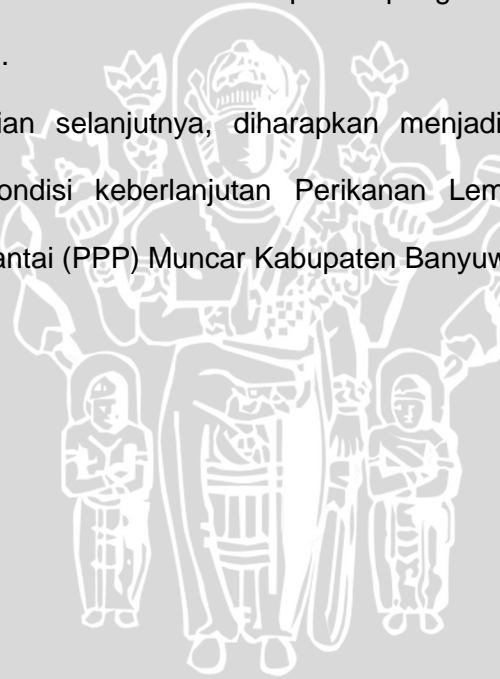 .
ian selanjutnya, diharapkan menjadi
ondisi keberlanjutan Perikanan Lem
antai (PPP) Muncar Kabupaten Banyuw